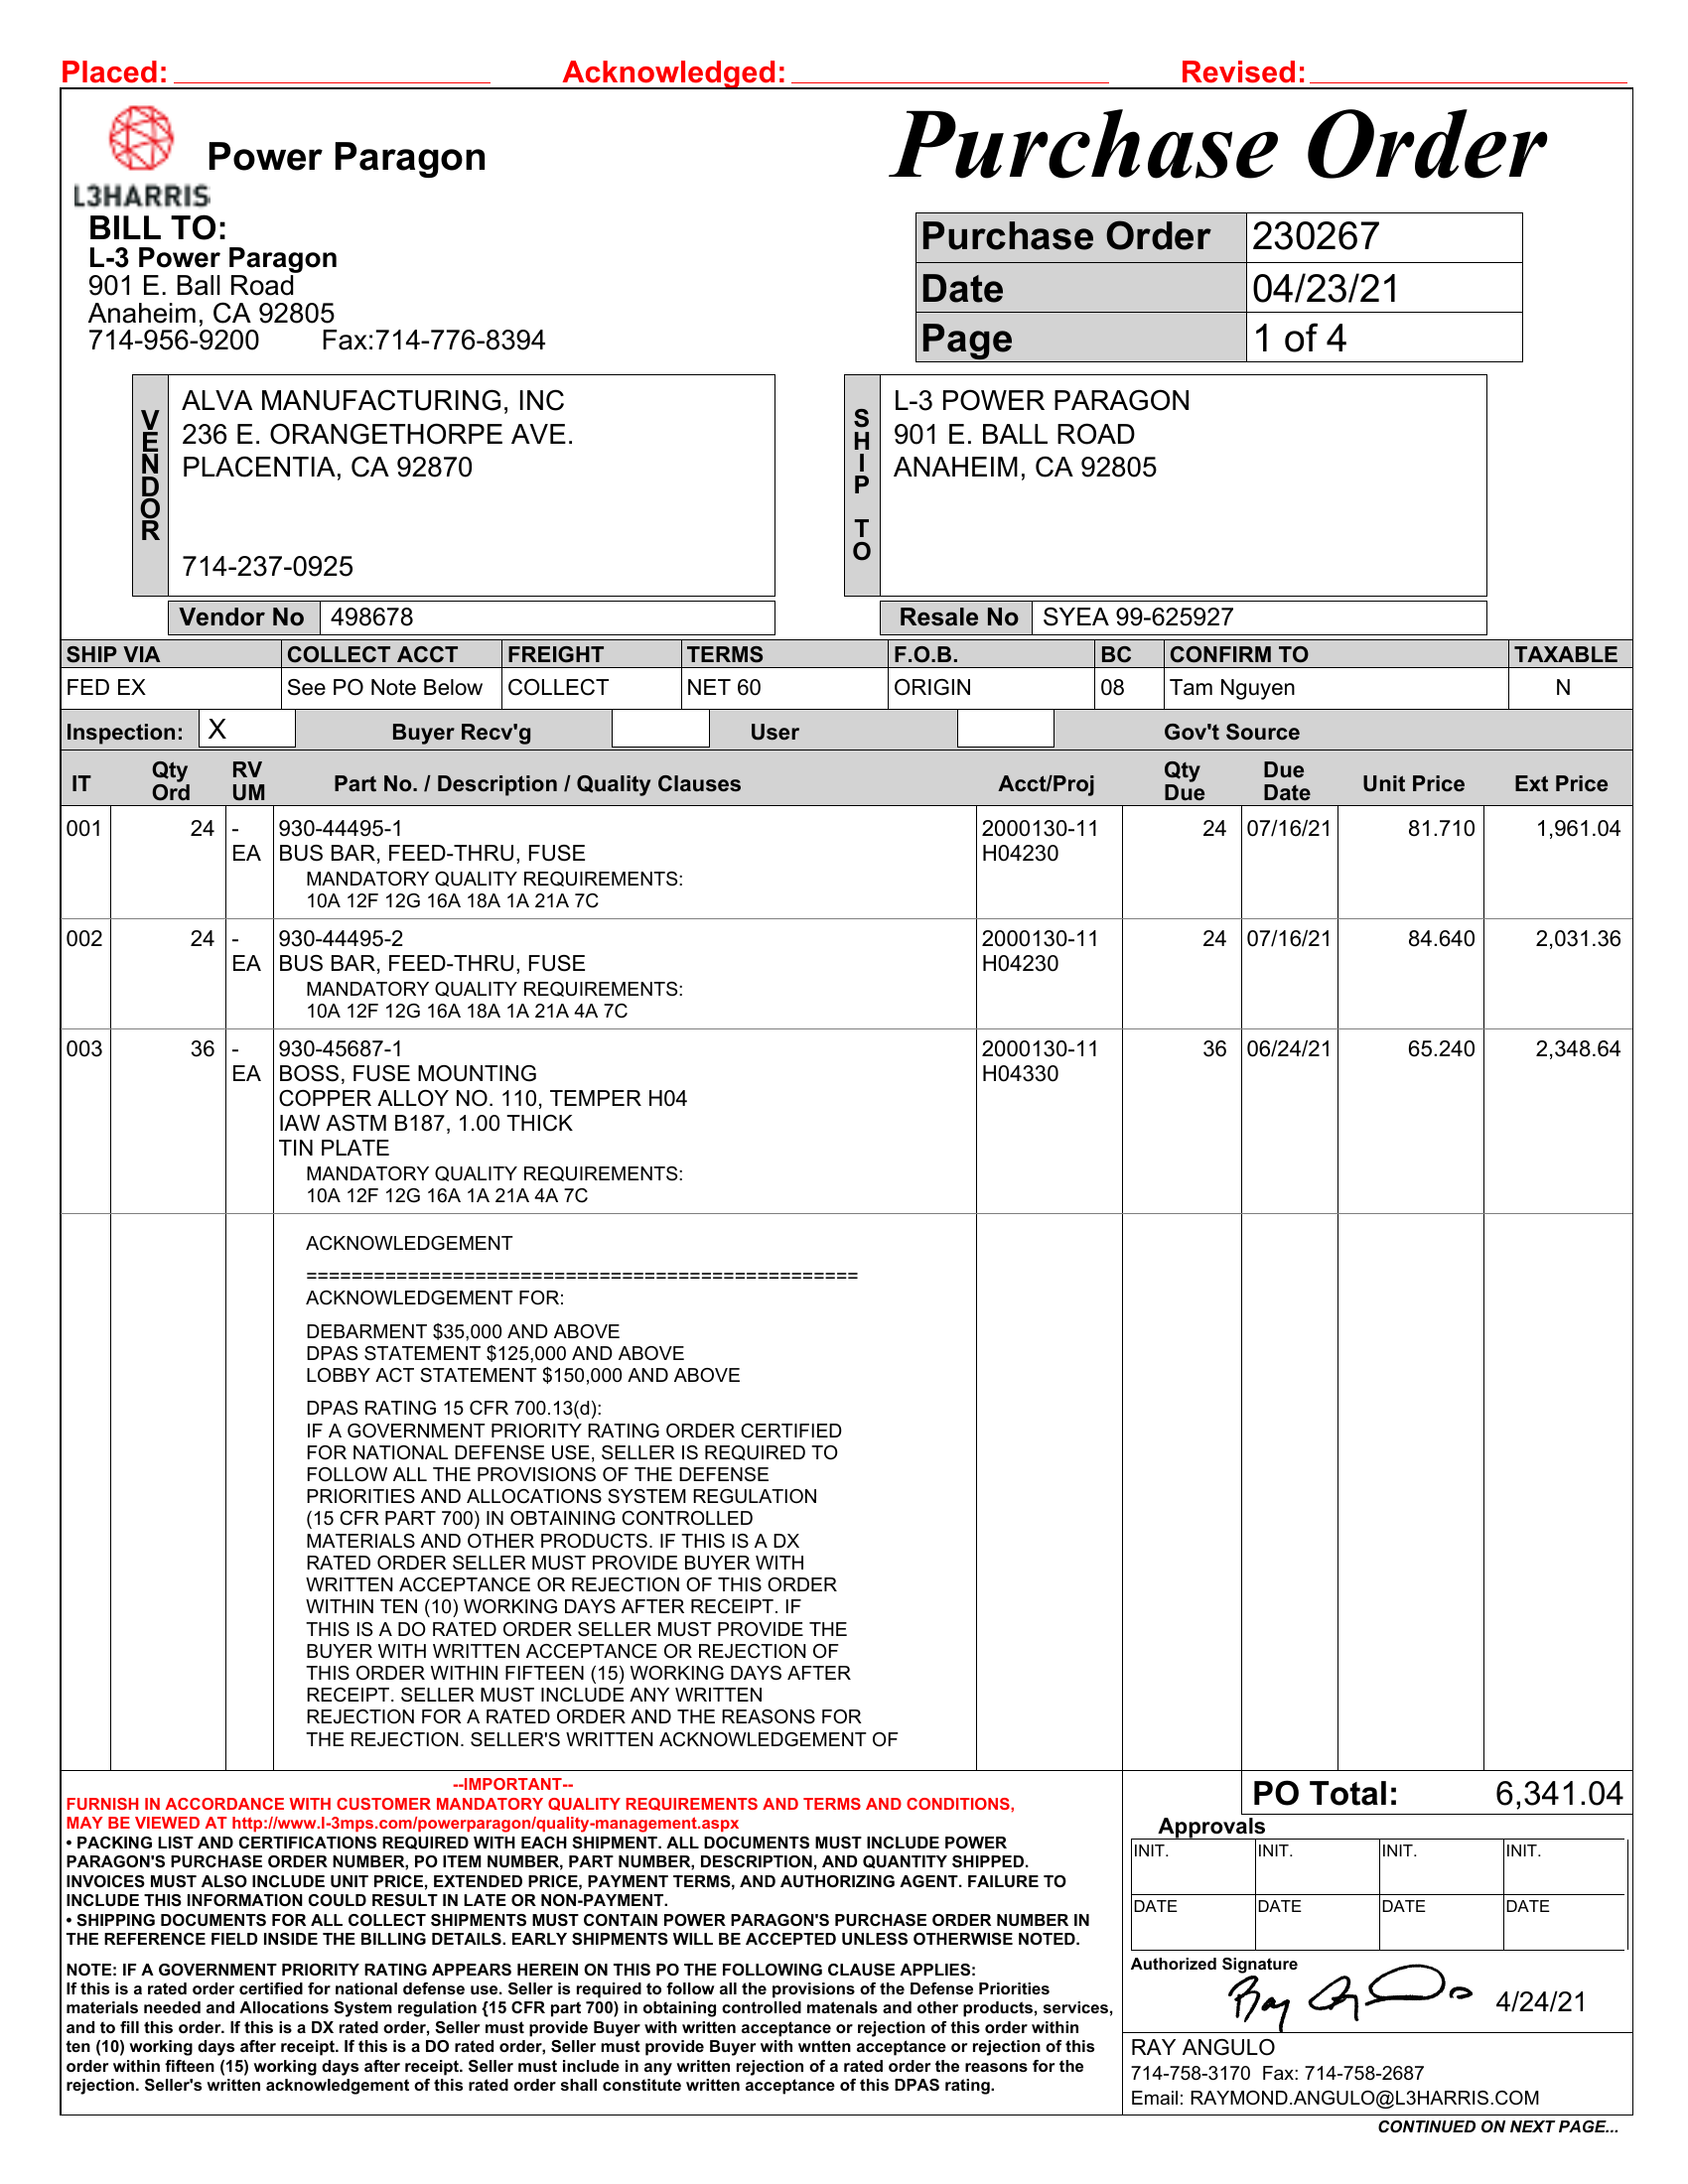 Placed: Acknowledged: Revised:
L3HARRIS
Power Paragon
Purchase Order
BILL TO:
L-3 Power Paragon
901 E. Ball Road
Anaheim, CA 92805
714-956-9200 Fax:714-776-8394
Purchase Order 230267
Date 04/23/21
Page 1 of 4
VENDOR
ALVA MANUFACTURING, INC
236 E. ORANGETHORPE AVE.
PLACENTIA, CA 92870
714-237-0925
Vendor No 498678
SHIP TO
L-3 POWER PARAGON
901 E. BALL ROAD
ANAHEIM, CA 92805
Resale No SYEA 99-625927
SHIP VIA COLLECT ACCT FREIGHT TERMS F.O.B. BC CONFIRM TO TAXABLE
FED EX See PO Note Below COLLECT NET 60 ORIGIN 08 Tam Nguyen N
Inspection: X Buyer Recv'g User Gov't Source
IT Qty Ord RV UM Part No. / Description / Quality Clauses Acct/Proj Qty Due Due Date Unit Price Ext Price
001 24 - 930-44495-1 2000130-11 24 07/16/21 81.710 1,961.04
EA BUS BAR, FEED-THRU, FUSE H04230
MANDATORY QUALITY REQUIREMENTS:
10A 12F 12G 16A 18A 1A 21A 7C
002 24 - 930-44495-2 2000130-11 24 07/16/21 84.640 2,031.36
EA BUS BAR, FEED-THRU, FUSE H04230
MANDATORY QUALITY REQUIREMENTS:
10A 12F 12G 16A 18A 1A 21A 4A 7C
003 36 - 930-45687-1 2000130-11 36 06/24/21 65.240 2,348.64
EA BOSS, FUSE MOUNTING H04330
COPPER ALLOY NO. 110, TEMPER H04
IAW ASTM B187, 1.00 THICK
TIN PLATE
MANDATORY QUALITY REQUIREMENTS:
10A 12F 12G 16A 1A 21A 4A 7C
ACKNOWLEDGEMENT
=================================================
ACKNOWLEDGEMENT FOR:
DEBARMENT $35,000 AND ABOVE
DPAS STATEMENT $125,000 AND ABOVE
LOBBY ACT STATEMENT $150,000 AND ABOVE
DPAS RATING 15 CFR 700.13(d):
IF A GOVERNMENT PRIORITY RATING ORDER CERTIFIED
FOR NATIONAL DEFENSE USE, SELLER IS REQUIRED TO
FOLLOW ALL THE PROVISIONS OF THE DEFENSE
PRIORITIES AND ALLOCATIONS SYSTEM REGULATION
(15 CFR PART 700) IN OBTAINING CONTROLLED
MATERIALS AND OTHER PRODUCTS. IF THIS IS A DX
RATED ORDER SELLER MUST PROVIDE BUYER WITH
WRITTEN ACCEPTANCE OR REJECTION OF THIS ORDER
WITHIN TEN (10) WORKING DAYS AFTER RECEIPT. IF
THIS IS A DO RATED ORDER SELLER MUST PROVIDE THE
BUYER WITH WRITTEN ACCEPTANCE OR REJECTION OF
THIS ORDER WITHIN FIFTEEN (15) WORKING DAYS AFTER
RECEIPT. SELLER MUST INCLUDE ANY WRITTEN
REJECTION FOR A RATED ORDER AND THE REASONS FOR
THE REJECTION. SELLER'S WRITTEN ACKNOWLEDGEMENT OF
--IMPORTANT--
FURNISH IN ACCORDANCE WITH CUSTOMER MANDATORY QUALITY REQUIREMENTS AND TERMS AND CONDITIONS,
MAY BE VIEWED AT http://www.l-3mps.com/powerparagon/quality-management.aspx
• PACKING LIST AND CERTIFICATIONS REQUIRED WITH EACH SHIPMENT. ALL DOCUMENTS MUST INCLUDE POWER
PARAGON'S PURCHASE ORDER NUMBER, PO ITEM NUMBER, PART NUMBER, DESCRIPTION, AND QUANTITY SHIPPED.
INVOICES MUST ALSO INCLUDE UNIT PRICE, EXTENDED PRICE, PAYMENT TERMS, AND AUTHORIZING AGENT. FAILURE TO
INCLUDE THIS INFORMATION COULD RESULT IN LATE OR NON-PAYMENT.
• SHIPPING DOCUMENTS FOR ALL COLLECT SHIPMENTS MUST CONTAIN POWER PARAGON'S PURCHASE ORDER NUMBER IN
THE REFERENCE FIELD INSIDE THE BILLING DETAILS. EARLY SHIPMENTS WILL BE ACCEPTED UNLESS OTHERWISE NOTED.
NOTE: IF A GOVERNMENT PRIORITY RATING APPEARS HEREIN ON THIS PO THE FOLLOWING CLAUSE APPLIES:
If this is a rated order certified for national defense use. Seller is required to follow all the provisions of the Defense Priorities
materials needed and Allocations System regulation {15 CFR part 700) in obtaining controlled matenals and other products, services,
and to fill this order. If this is a DX rated order, Seller must provide Buyer with written acceptance or rejection of this order within
ten (10) working days after receipt. If this is a DO rated order, Seller must provide Buyer with wntten acceptance or rejection of this
order within fifteen (15) working days after receipt. Seller must include in any written rejection of a rated order the reasons for the
rejection. Seller's written acknowledgement of this rated order shall constitute written acceptance of this DPAS rating.
PO Total: 6,341.04
Approvals
INIT. INIT. INIT. INIT.
DATE DATE DATE DATE
Authorized Signature
4/24/21
RAY ANGULO
714-758-3170 Fax: 714-758-2687
Email: RAYMOND.ANGULO@L3HARRIS.COM
CONTINUED ON NEXT PAGE...